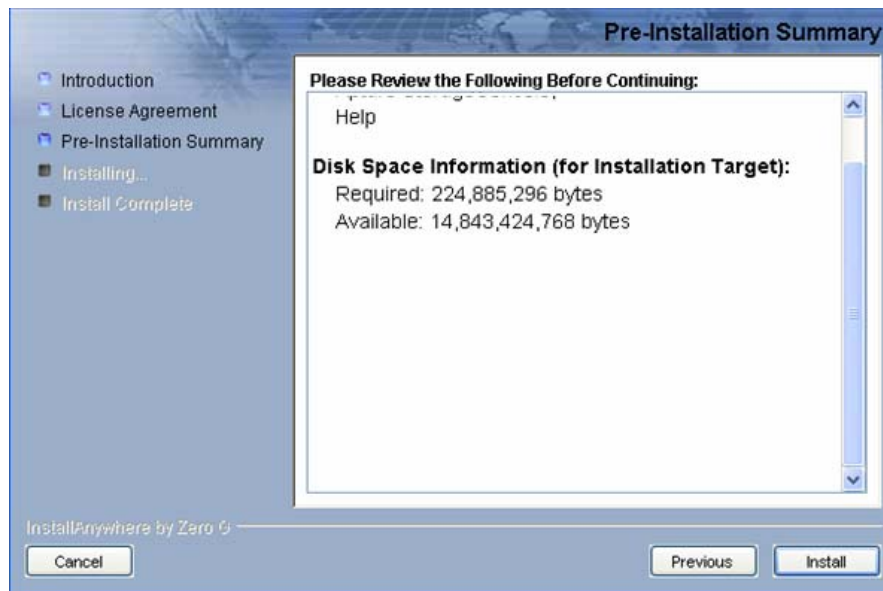 Pre-Installation Summary
Introduction
License Agreement
Pre-Installation Summary
Installing...
Install Complete
Please Review the Following Before Continuing:
Help
Disk Space Information (for Installation Target):
Required: 224,885,296 bytes
Available: 14,843,424,768 bytes
InstallAnywhere by Zero G
Cancel
Previous
Install